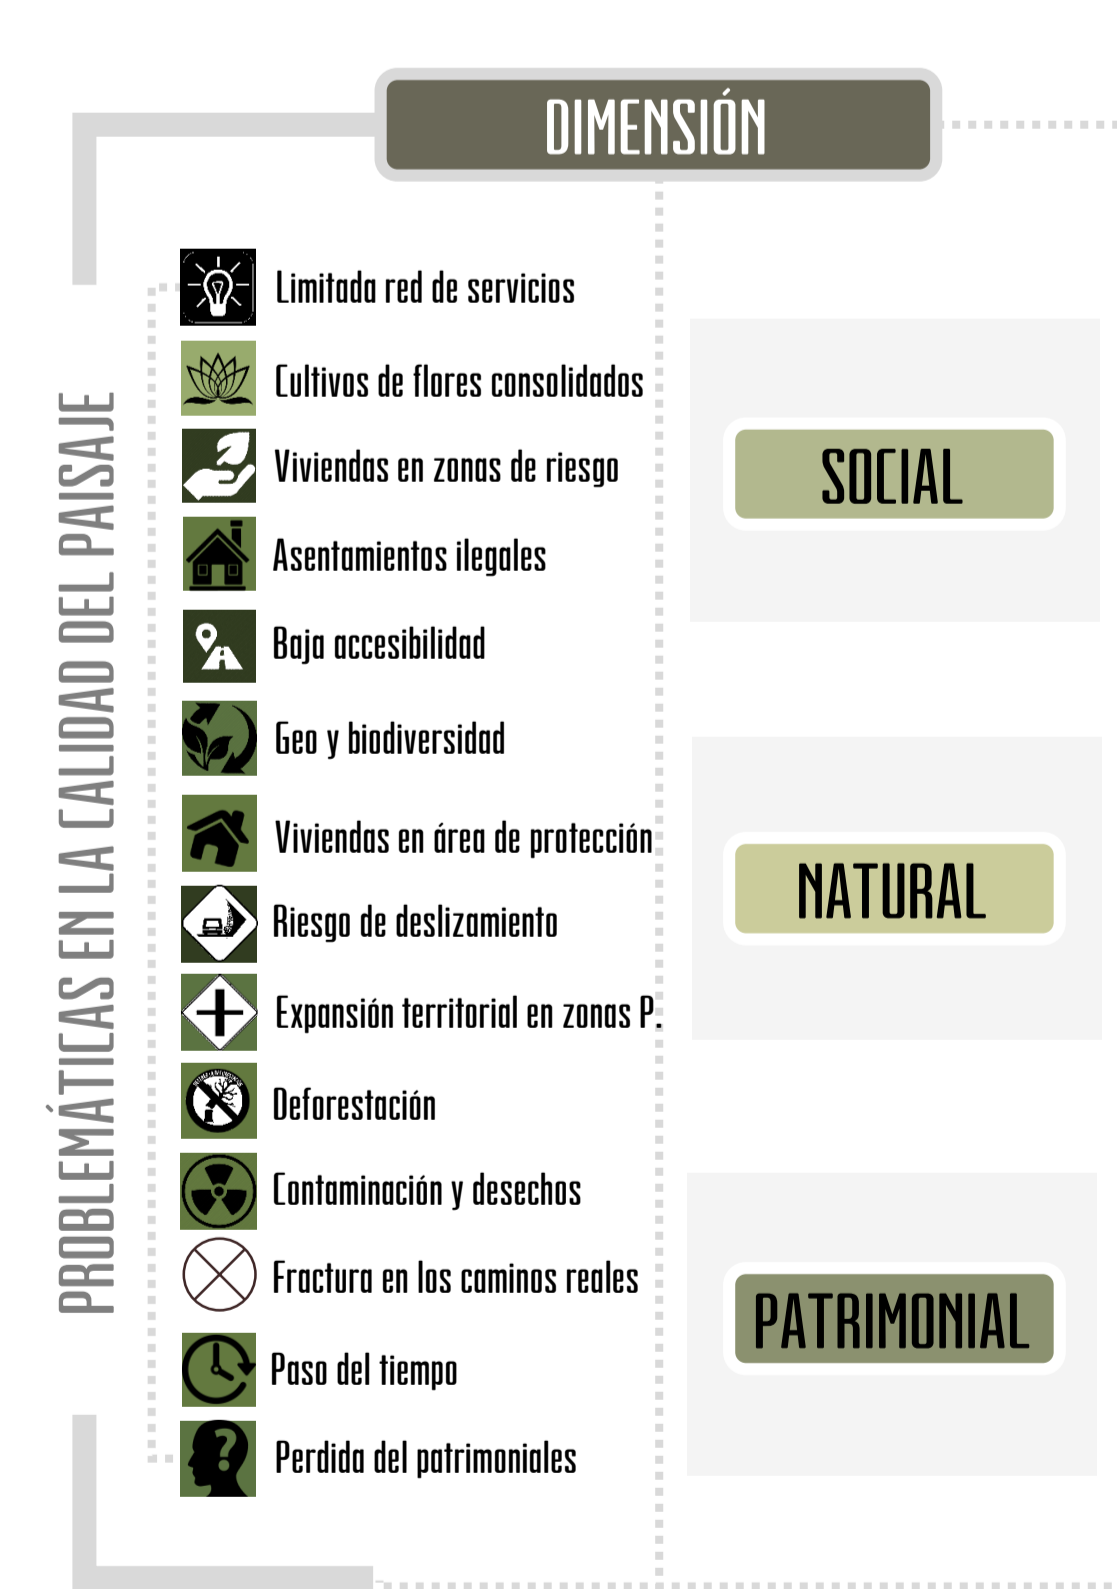 DIMENSIÓN
PROBLEMÁTICAS EN LA CALIDAD DEL PAISAJE
Limitada red de servicios
Cultivos de flores consolidados
Viviendas en zonas de riesgo
Asentamientos ilegales
Baja accesibilidad
Geo y biodiversidad
Viviendas en área de protección
Riesgo de deslizamiento
Expansión territorial en zonas P.
Deforestación
Contaminación y desechos
Fractura en los caminos reales
Paso del tiempo
Perdida del patrimoniales
SOCIAL
NATURAL
PATRIMONIAL